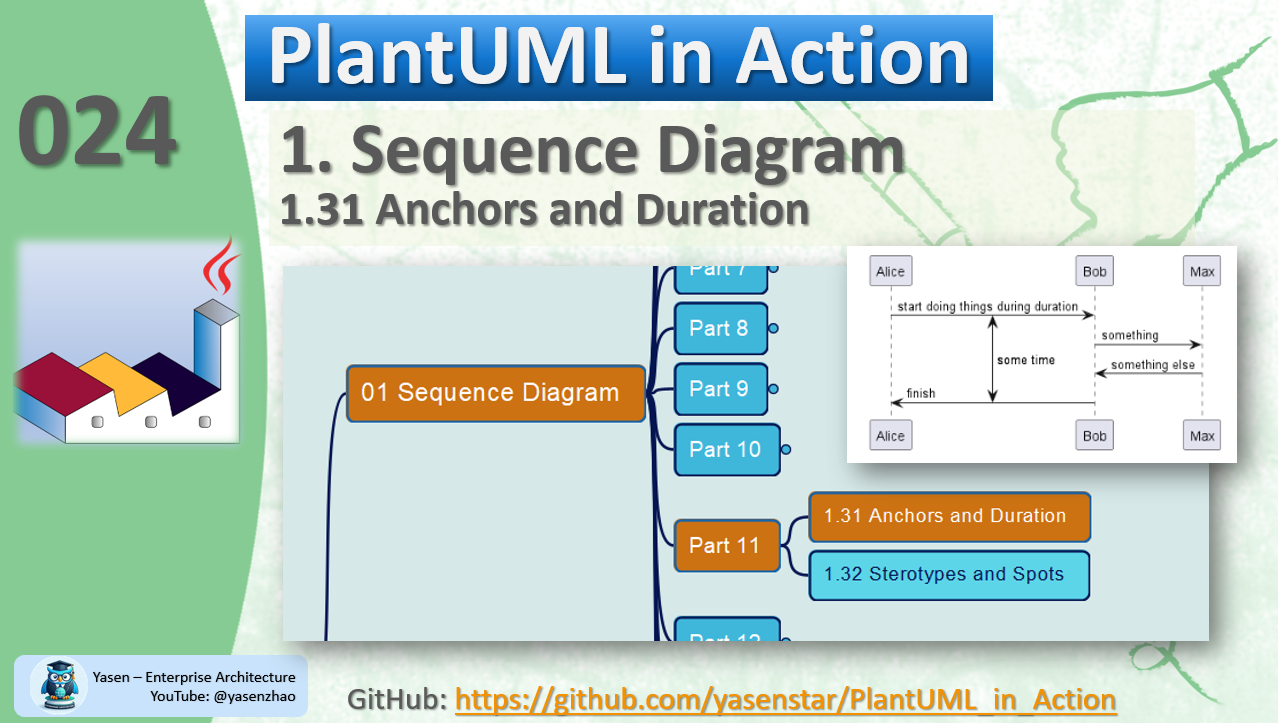 PlantUML in Action
024
1. Sequence Diagram
1.31 Anchors and Duration
Part 7
Part 8
01 Sequence Diagram
Part 9
Part 10
Part 11
1.31 Anchors and Duration
1.32 Sterotypes and Spots
Part 12
Alice
Bob
Max
start doing things during duration
something
some time
something else
finish
Alice
Bob
Max
Yasen – Enterprise Architecture
YouTube: @yasenzhao
GitHub: https://github.com/yasenstar/PlantUML_in_Action